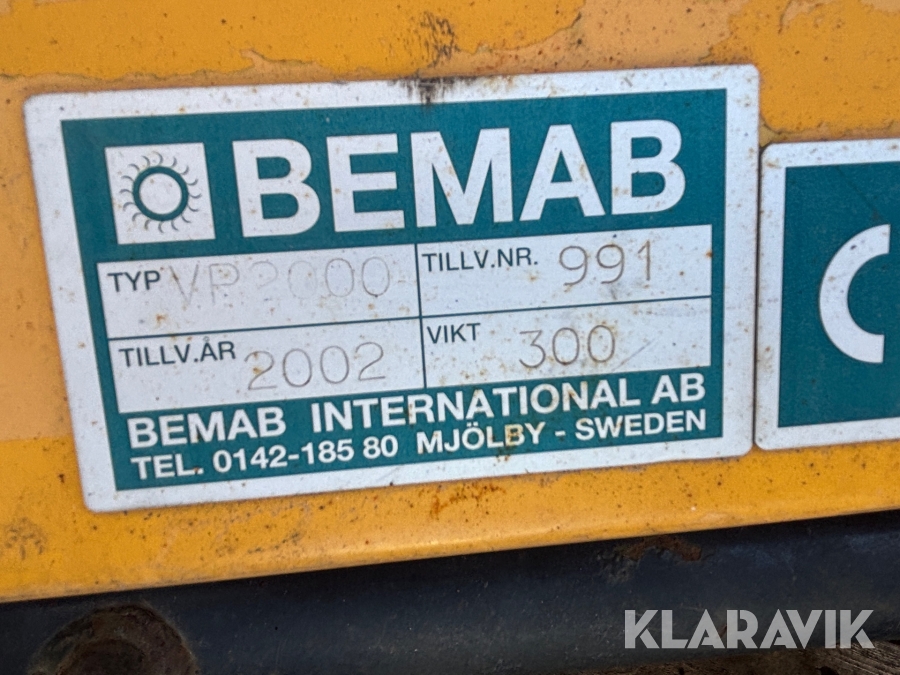 BEMAB
TYP VP2000
TILLV.NR. 991
TILLV.ÅR 2002
VIKT 300
BEMAB INTERNATIONAL AB
TEL. 0142-185 80 MJÖLBY - SWEDEN
KLARAVIK